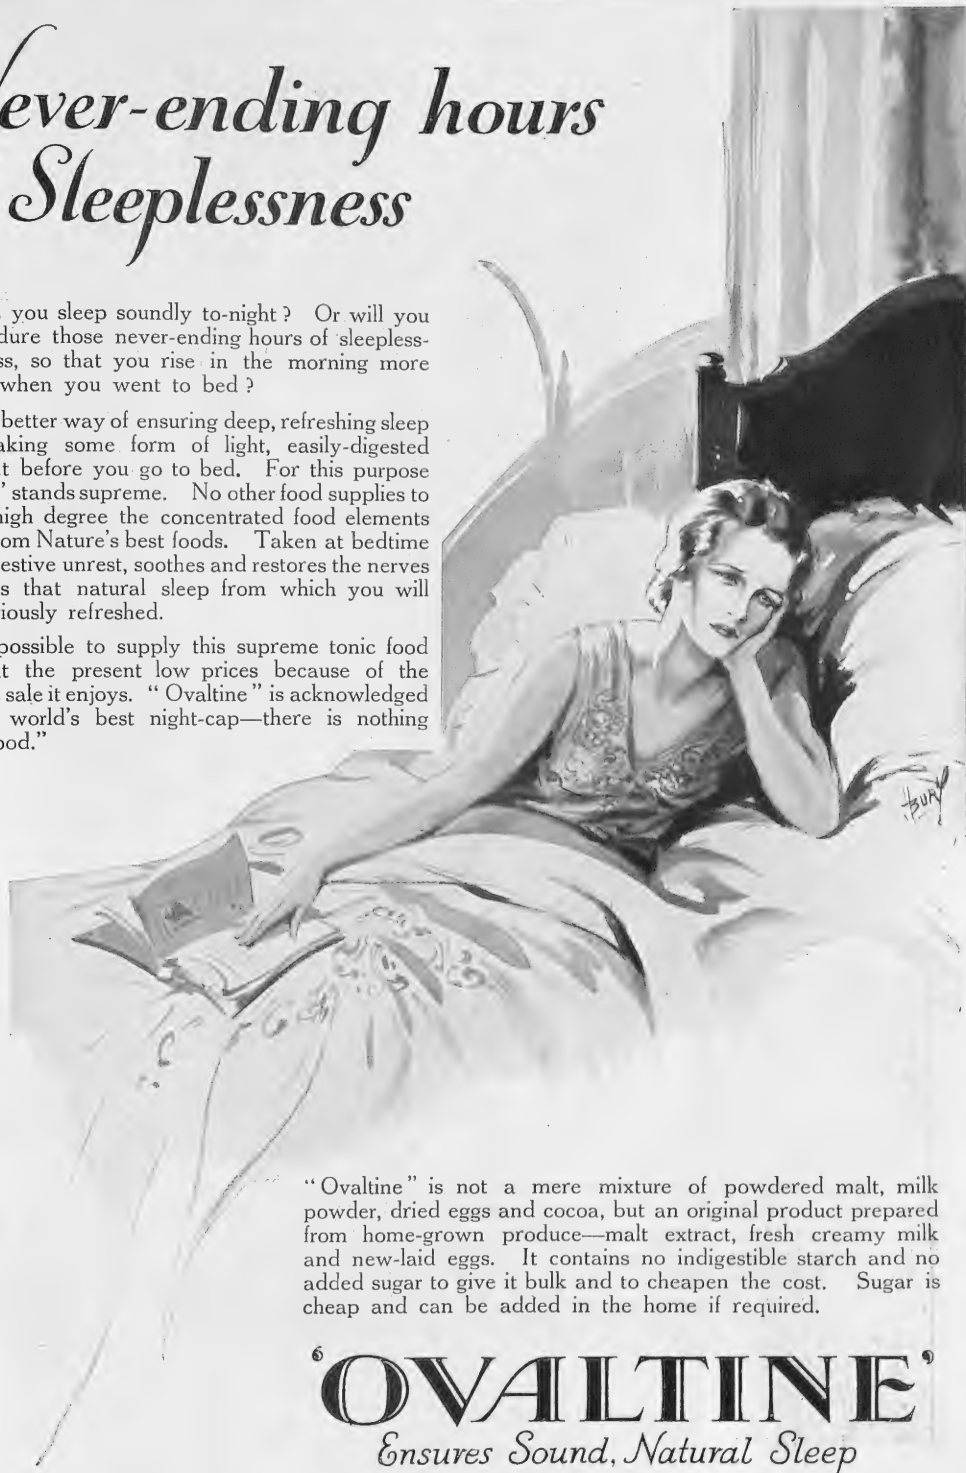 ever-ending hours
Sleeplessness
you sleep soundly to-night? Or will you
dure those never-ending hours of sleepless-
ss, so that you rise in the morning more
when you went to bed?
better way of ensuring deep, refreshing sleep
aking some form of light, easily-digested
t before you go to bed. For this purpose
” stands supreme. No other food supplies to
high degree the concentrated food elements
om Nature's best foods. Taken at bedtime
estive unrest, soothes and restores the nerves
s that natural sleep from which you will
iously refreshed.
possible to supply this supreme tonic food
t the present low prices because of the
sale it enjoys. “Ovaltine” is acknowledged
world's best night-cap—there is nothing
ood.”
BURY
“Ovaltine” is not a mere mixture of powdered malt, milk
powder, dried eggs and cocoa, but an original product prepared
from home-grown produce—malt extract, fresh creamy milk
and new-laid eggs. It contains no indigestible starch and no
added sugar to give it bulk and to cheapen the cost. Sugar is
cheap and can be added in the home if required.
‘OVALTINE’
Ensures Sound, Natural Sleep